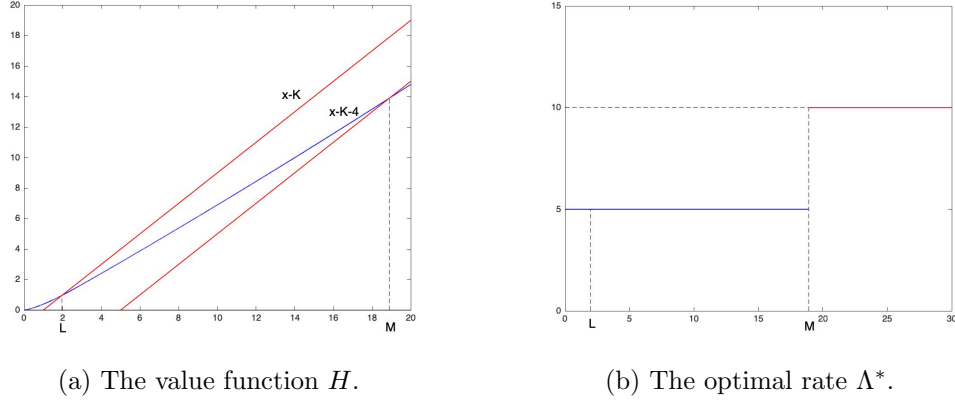 20
18
16
14
12
10
8
6
4
2
0
x-K
x-K-4
0 2 4 6 8 10 12 14 16 18 20
L M
15
10
5
0
0 5 10 15 20 25 30
L M
(a) The value function H.
(b) The optimal rate Λ*.